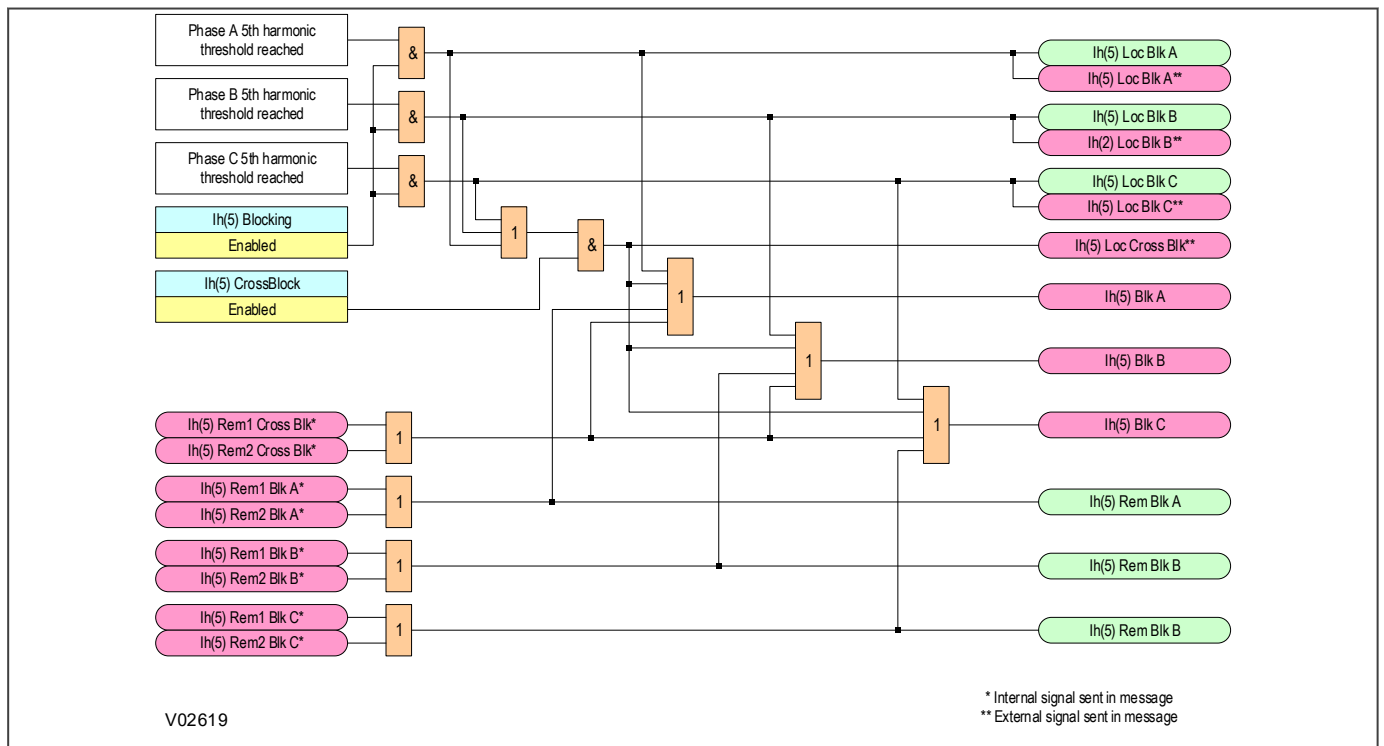 Phase A 5th harmonic
threshold reached
&
Ih(5) Loc Blk A
Ih(5) Loc Blk A**
Phase B 5th harmonic
threshold reached
&
Ih(5) Loc Blk B
Ih(2) Loc Blk B**
Phase C 5th harmonic
threshold reached
&
Ih(5) Loc Blk C
Ih(5) Loc Blk C**
Ih(5) Blocking
Enabled
1
&
Ih(5) Loc Cross Blk**
Ih(5) CrossBlock
Enabled
1
Ih(5) Blk A
1
Ih(5) Blk B
Ih(5) Rem1 Cross Blk*
Ih(5) Rem2 Cross Blk*
1
1
Ih(5) Blk C
Ih(5) Rem1 Blk A*
Ih(5) Rem2 Blk A*
1
Ih(5) Rem Blk A
Ih(5) Rem1 Blk B*
Ih(5) Rem2 Blk B*
1
Ih(5) Rem Blk B
Ih(5) Rem1 Blk C*
Ih(5) Rem2 Blk C*
1
Ih(5) Rem Blk B
* Internal signal sent in message
** External signal sent in message
V02619